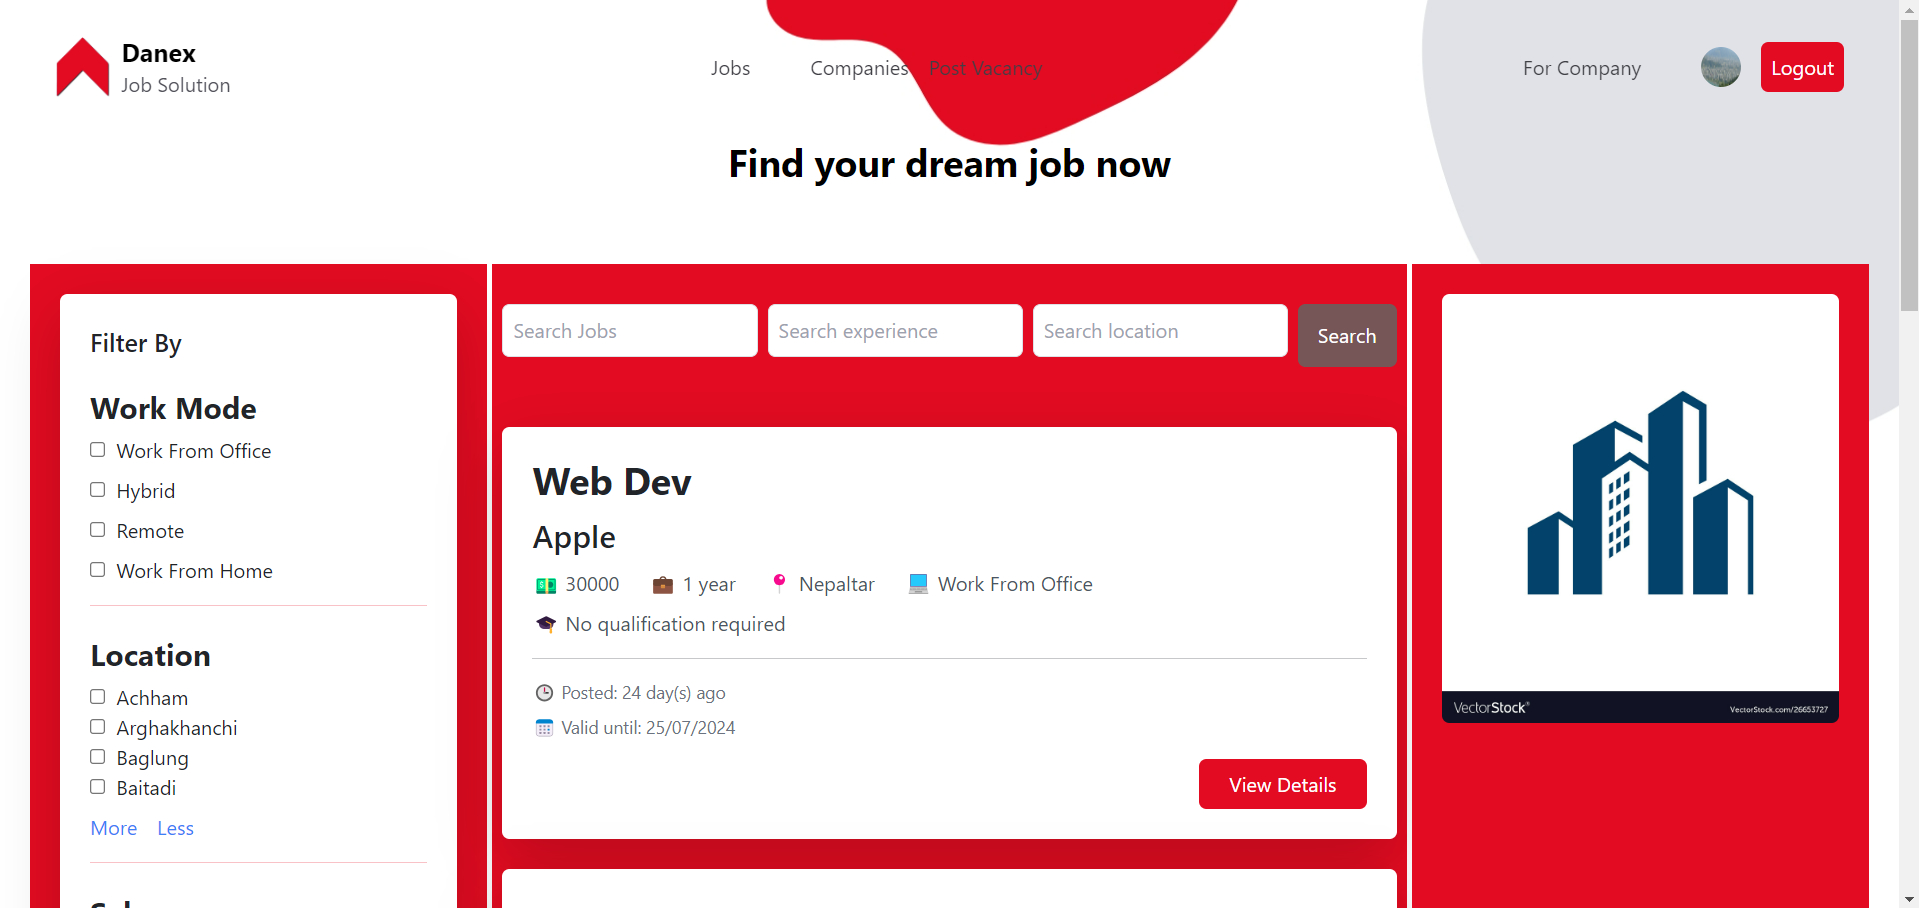 Danex
Job Solution
Jobs
Companies
Post Vacancy
For Company
Logout
Find your dream job now
Filter By
Work Mode
Work From Office
Hybrid
Remote
Work From Home
Location
Achham
Arghakhanchi
Baglung
Baitadi
More Less
Search Jobs
Search experience
Search location
Search
Web Dev
Apple
30000
1 year
Nepaltar
Work From Office
No qualification required
Posted: 24 day(s) ago
Valid until: 25/07/2024
View Details
VectorStock®
VectorStock.com/26653727